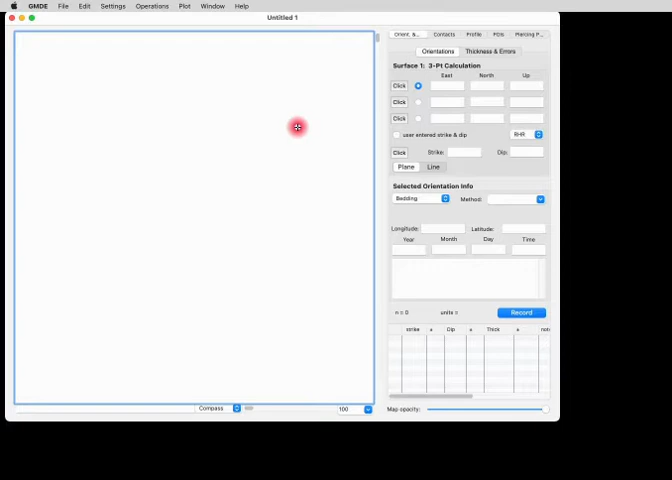 GMDE File Edit Settings Operations Plot Window Help
Untitled 1
Orient. &... Contacts Profile Piercing P...
Orientations Thickness & Errors
Surface 1: 3-Pt Calculation
East North Up
Click
Click
Click
user entered strike & dip RHR
Click Strike: Dip:
Plane Line
Selected Orientation Info
Bedding Method:
Longitude: Latitude:
Year Month Day Time
n = 0 units = Record
strike ± Dip ± Thick ±
Compass 100 Map opacity: